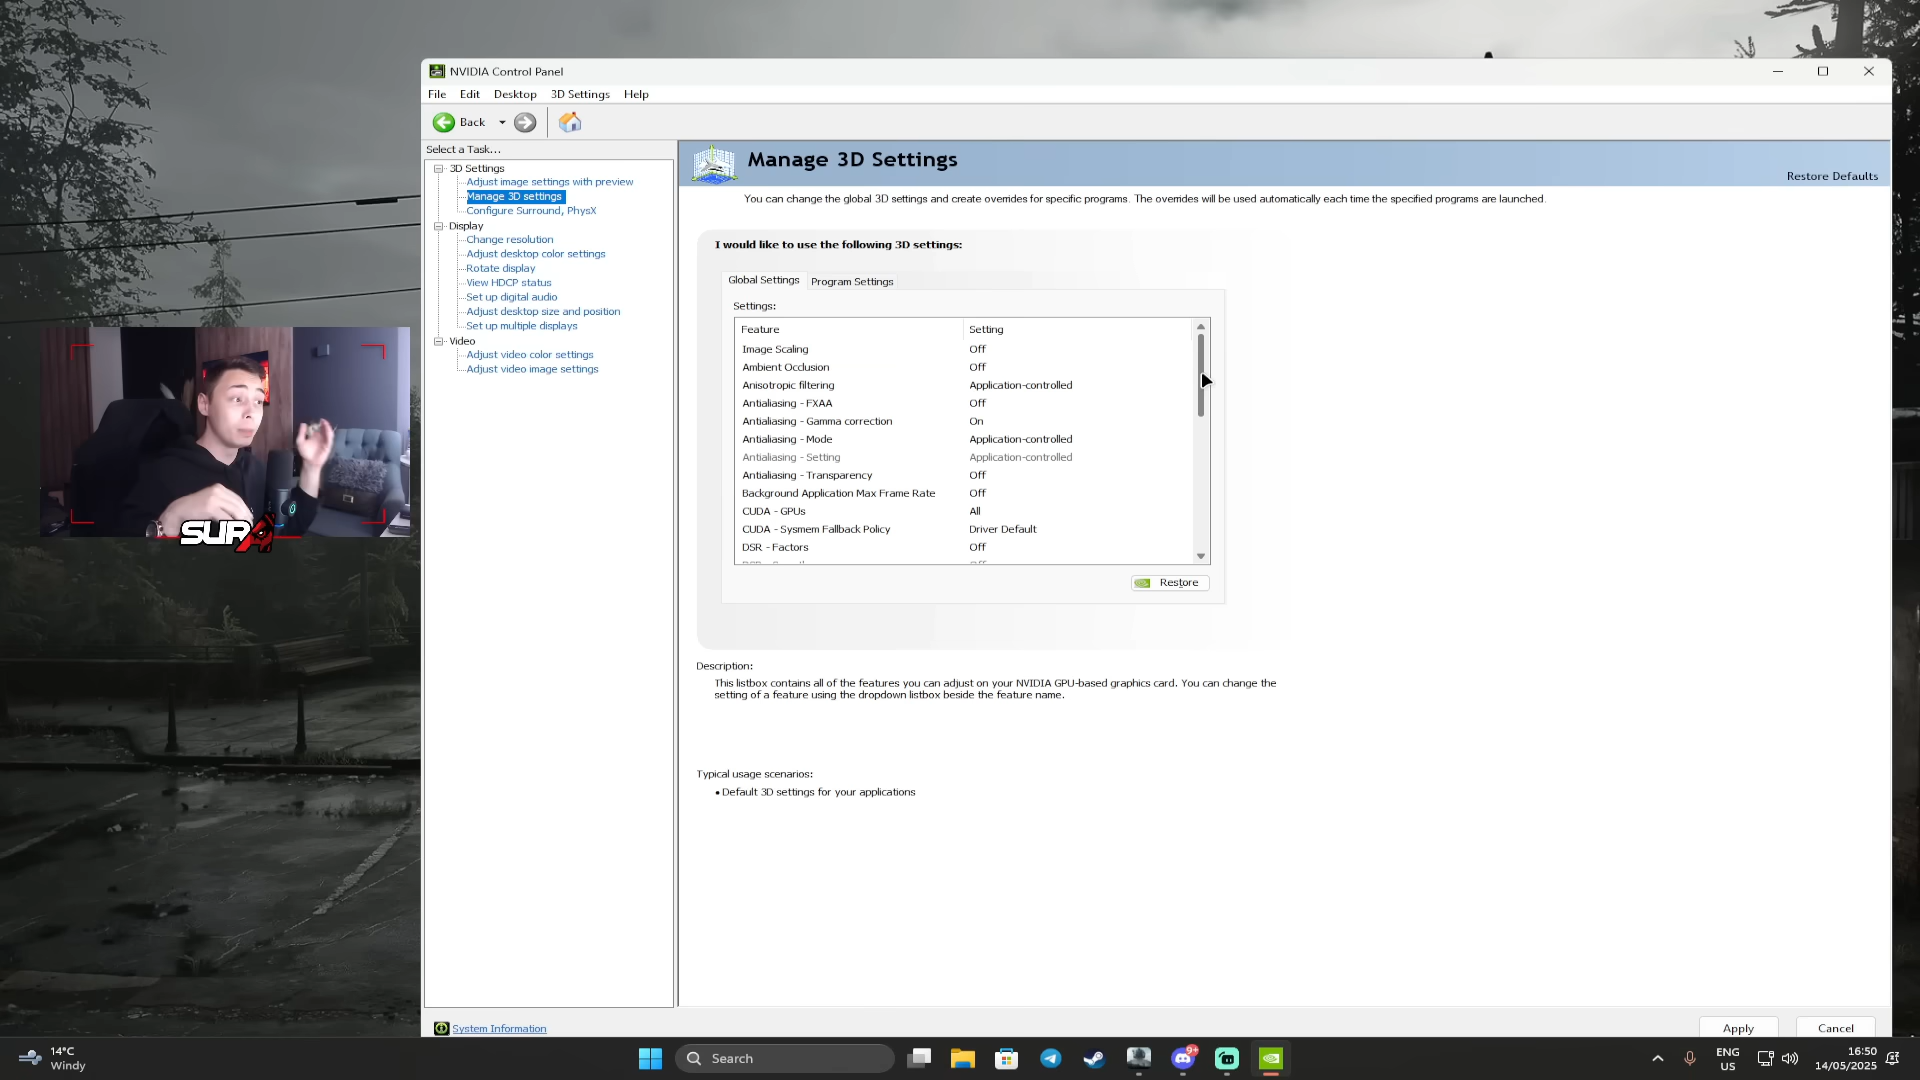 NVIDIA Control Panel
File Edit Desktop 3D Settings Help
Back
Select a Task...
3D Settings
Adjust image settings with preview
Manage 3D settings
Configure Surround, PhysX
Display
Change resolution
Adjust desktop color settings
Rotate display
View HDCP status
Set up digital audio
Adjust desktop size and position
Set up multiple displays
Video
Adjust video color settings
Adjust video image settings
System Information
Manage 3D Settings
Restore Defaults
You can change the global 3D settings and create overrides for specific programs. The overrides will be used automatically each time the specified programs are launched.
I would like to use the following 3D settings:
Global Settings Program Settings
Settings:
Feature Setting
Image Scaling Off
Ambient Occlusion Off
Anisotropic filtering Application-controlled
Antialiasing - FXAA Off
Antialiasing - Gamma correction On
Antialiasing - Mode Application-controlled
Antialiasing - Setting Application-controlled
Antialiasing - Transparency Off
Background Application Max Frame Rate Off
CUDA - GPUs All
CUDA - Sysmem Fallback Policy Driver Default
DSR - Factors Off
Restore
Description:
This listbox contains all of the features you can adjust on your NVIDIA GPU-based graphics card. You can change the
setting of a feature using the dropdown listbox beside the feature name.
Typical usage scenarios:
• Default 3D settings for your applications
Apply Cancel
SUPA
14°C
Windy
Search
9+
ENG
US
16:50
14/05/2025